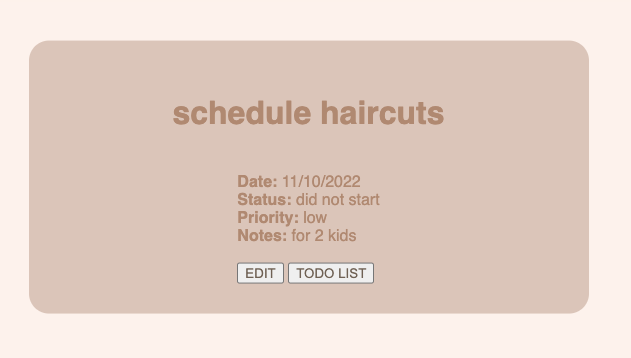 schedule haircuts
Date: 11/10/2022
Status: did not start
Priority: low
Notes: for 2 kids
EDIT TODO LIST